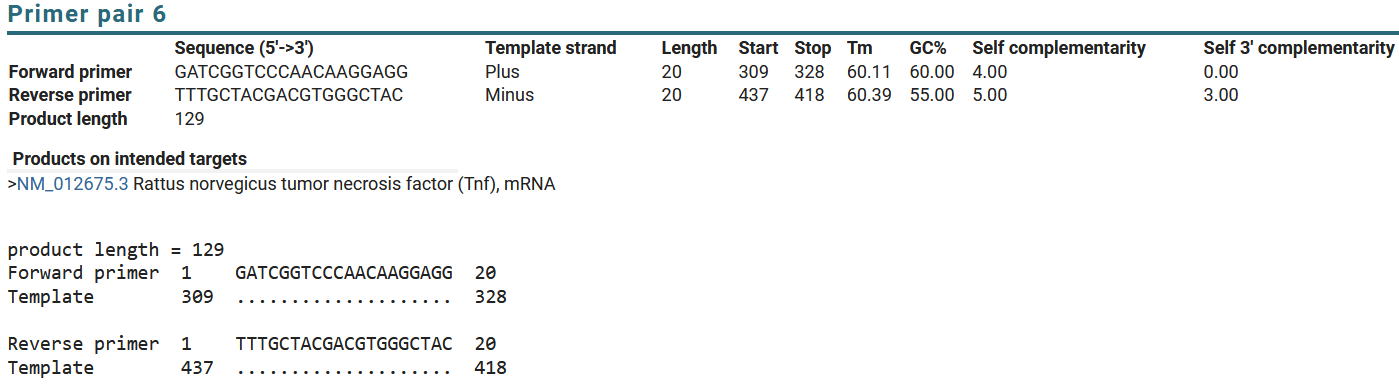 Primer pair 6
Sequence (5'->3') Template strand Length Start Stop Tm GC% Self complementarity Self 3' complementarity
Forward primer GATCGGTCCCAACAAGGAGG Plus 20 309 328 60.11 60.00 4.00 0.00
Reverse primer TTTGCTACGACGTGGGCTAC Minus 20 437 418 60.39 55.00 5.00 3.00
Product length 129
Products on intended targets
>NM_012675.3 Rattus norvegicus tumor necrosis factor (Tnf), mRNA
product length = 129
Forward primer 1 GATCGGTCCCAACAAGGAGG 20
Template 309 .................... 328
Reverse primer 1 TTTGCTACGACGTGGGCTAC 20
Template 437 .................... 418